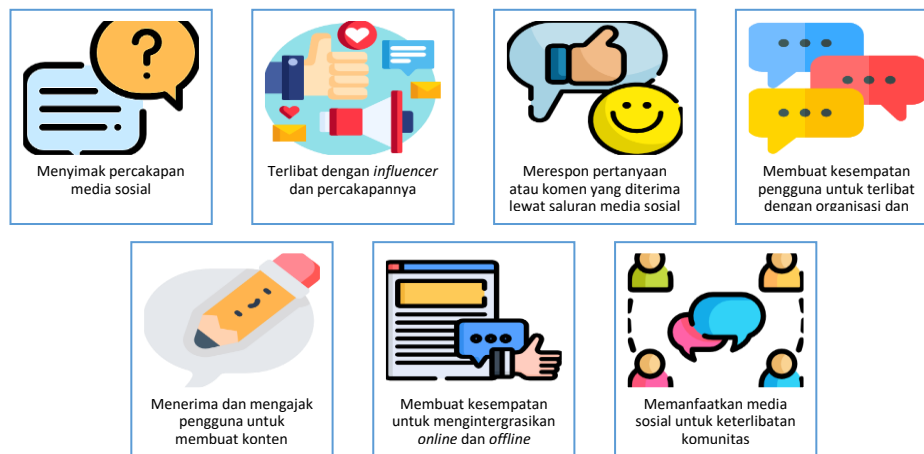 Menyimak percakapan
media sosial
Terlibat dengan influencer
dan percakapannya
Merespon pertanyaan
atau komen yang diterima
lewat saluran media sosial
Membuat kesempatan
pengguna untuk terlibat
dengan organisasi dan
Menerima dan mengajak
pengguna untuk
membuat konten
Membuat kesempatan
untuk mengintergrasikan
online dan offline
Memanfaatkan media
sosial untuk keterlibatan
komunitas